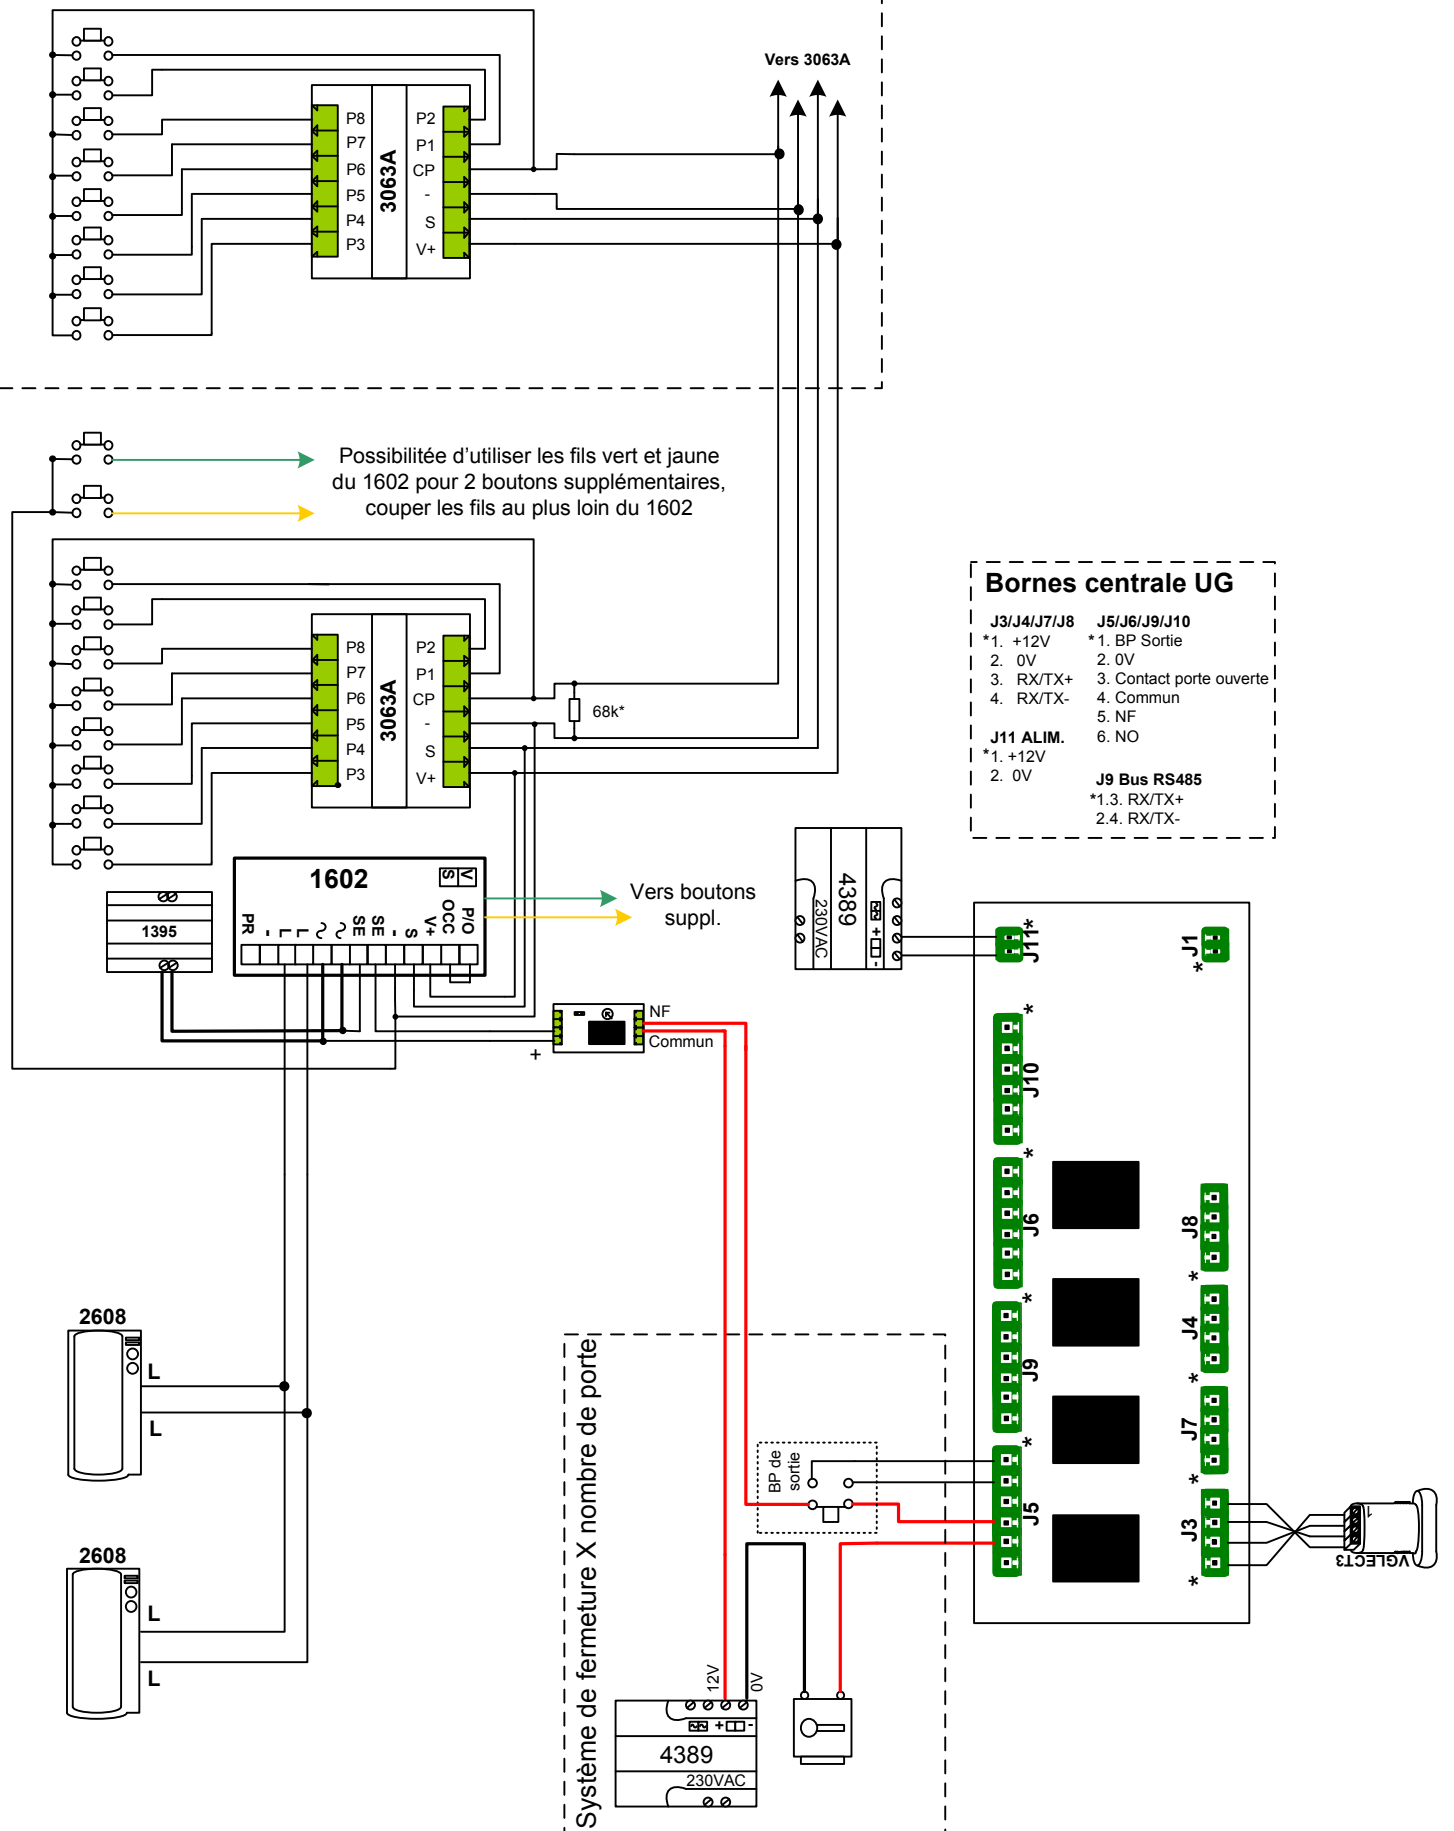 Vers 3063A
P8
P7
P6
P5
P4
P3
3063A
P2
P1
CP
-
S
V+
Possibilitée d'utiliser les fils vert et jaune
du 1602 pour 2 boutons supplémentaires,
couper les fils au plus loin du 1602
P8
P7
P6
P5
P4
P3
3063A
P2
P1
CP
-
S
V+
68k*
Bornes centrale UG
J3/J4/J7/J8
*1. +12V
2. 0V
3. RX/TX+
4. RX/TX-
J11 ALIM.
*1. +12V
2. 0V
J5/J6/J9/J10
*1. BP Sortie
2. 0V
3. Contact porte ouverte
4. Commun
5. NF
6. NO
J9 Bus RS485
*1.3. RX/TX+
2.4. RX/TX-
1602
S V
PR
-
L
L
~
~
SE
SE
-
S
V+
OCC
P/O
1395
Vers boutons
suppl.
4389
230VAC
+
-
NF
Commun
+
J11
*
J1
*
*
J10
*
J6
*
J9
*
J5
J8
*
J4
*
J7
*
J3
*
1
VGLECT3
2608
L
L
2608
L
L
Système de fermeture X nombre de porte
BP de
sortie
12V
0V
+
-
4389
230VAC